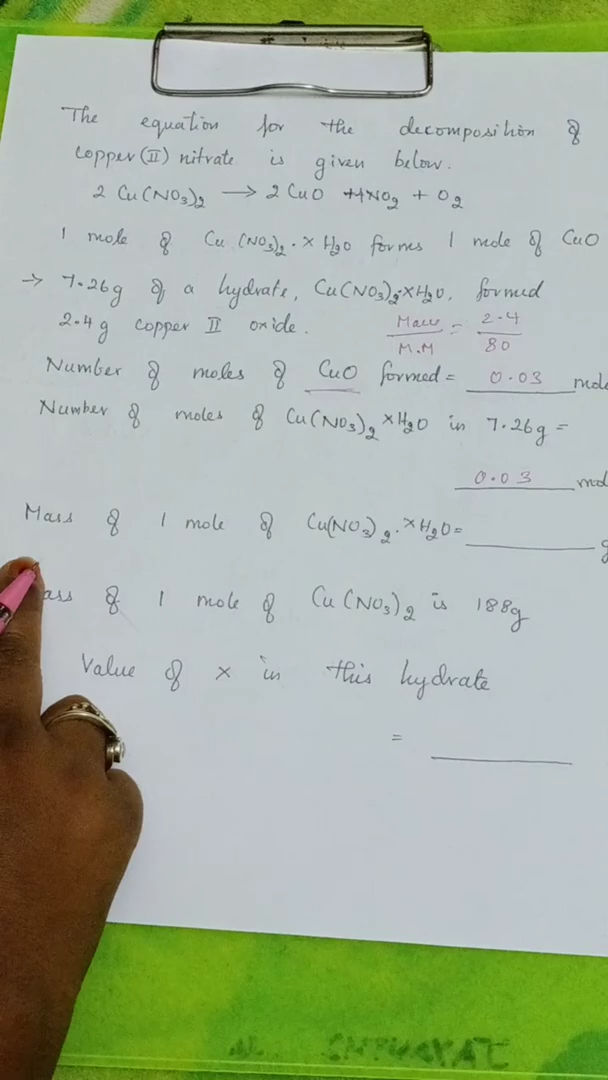 The equation for the decomposition of
copper (II) nitrate is given below.
2 Cu(NO₃)₂ → 2 CuO + 4NO₂ + O₂
1 mole of Cu(NO₃)₂ . x H₂O forms 1 mole of CuO
→ 7.26g of a hydrate, Cu(NO₃)₂.xH₂O, formed
2.4g copper II oxide. Mass/M.M = 2.4/80
Number of moles of CuO formed = 0.03 mole
Number of moles of Cu(NO₃)₂ xH₂O in 7.26g =
0.03 mol
Mass of 1 mole of Cu(NO₃)₂.xH₂O= ______ g
ass of 1 mole of Cu(NO₃)₂ is 188g
Value of x in this hydrate
= ______